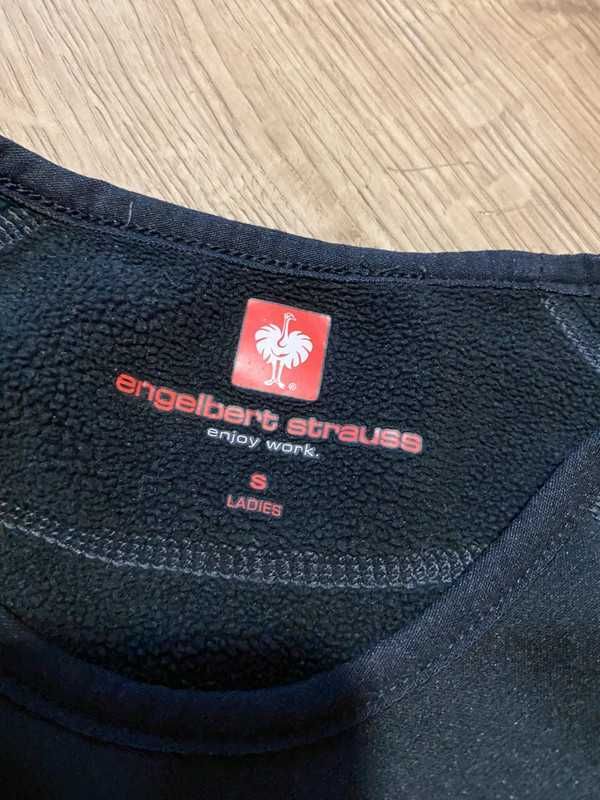 ®
engelbert strauss
enjoy work.
S
LADIES